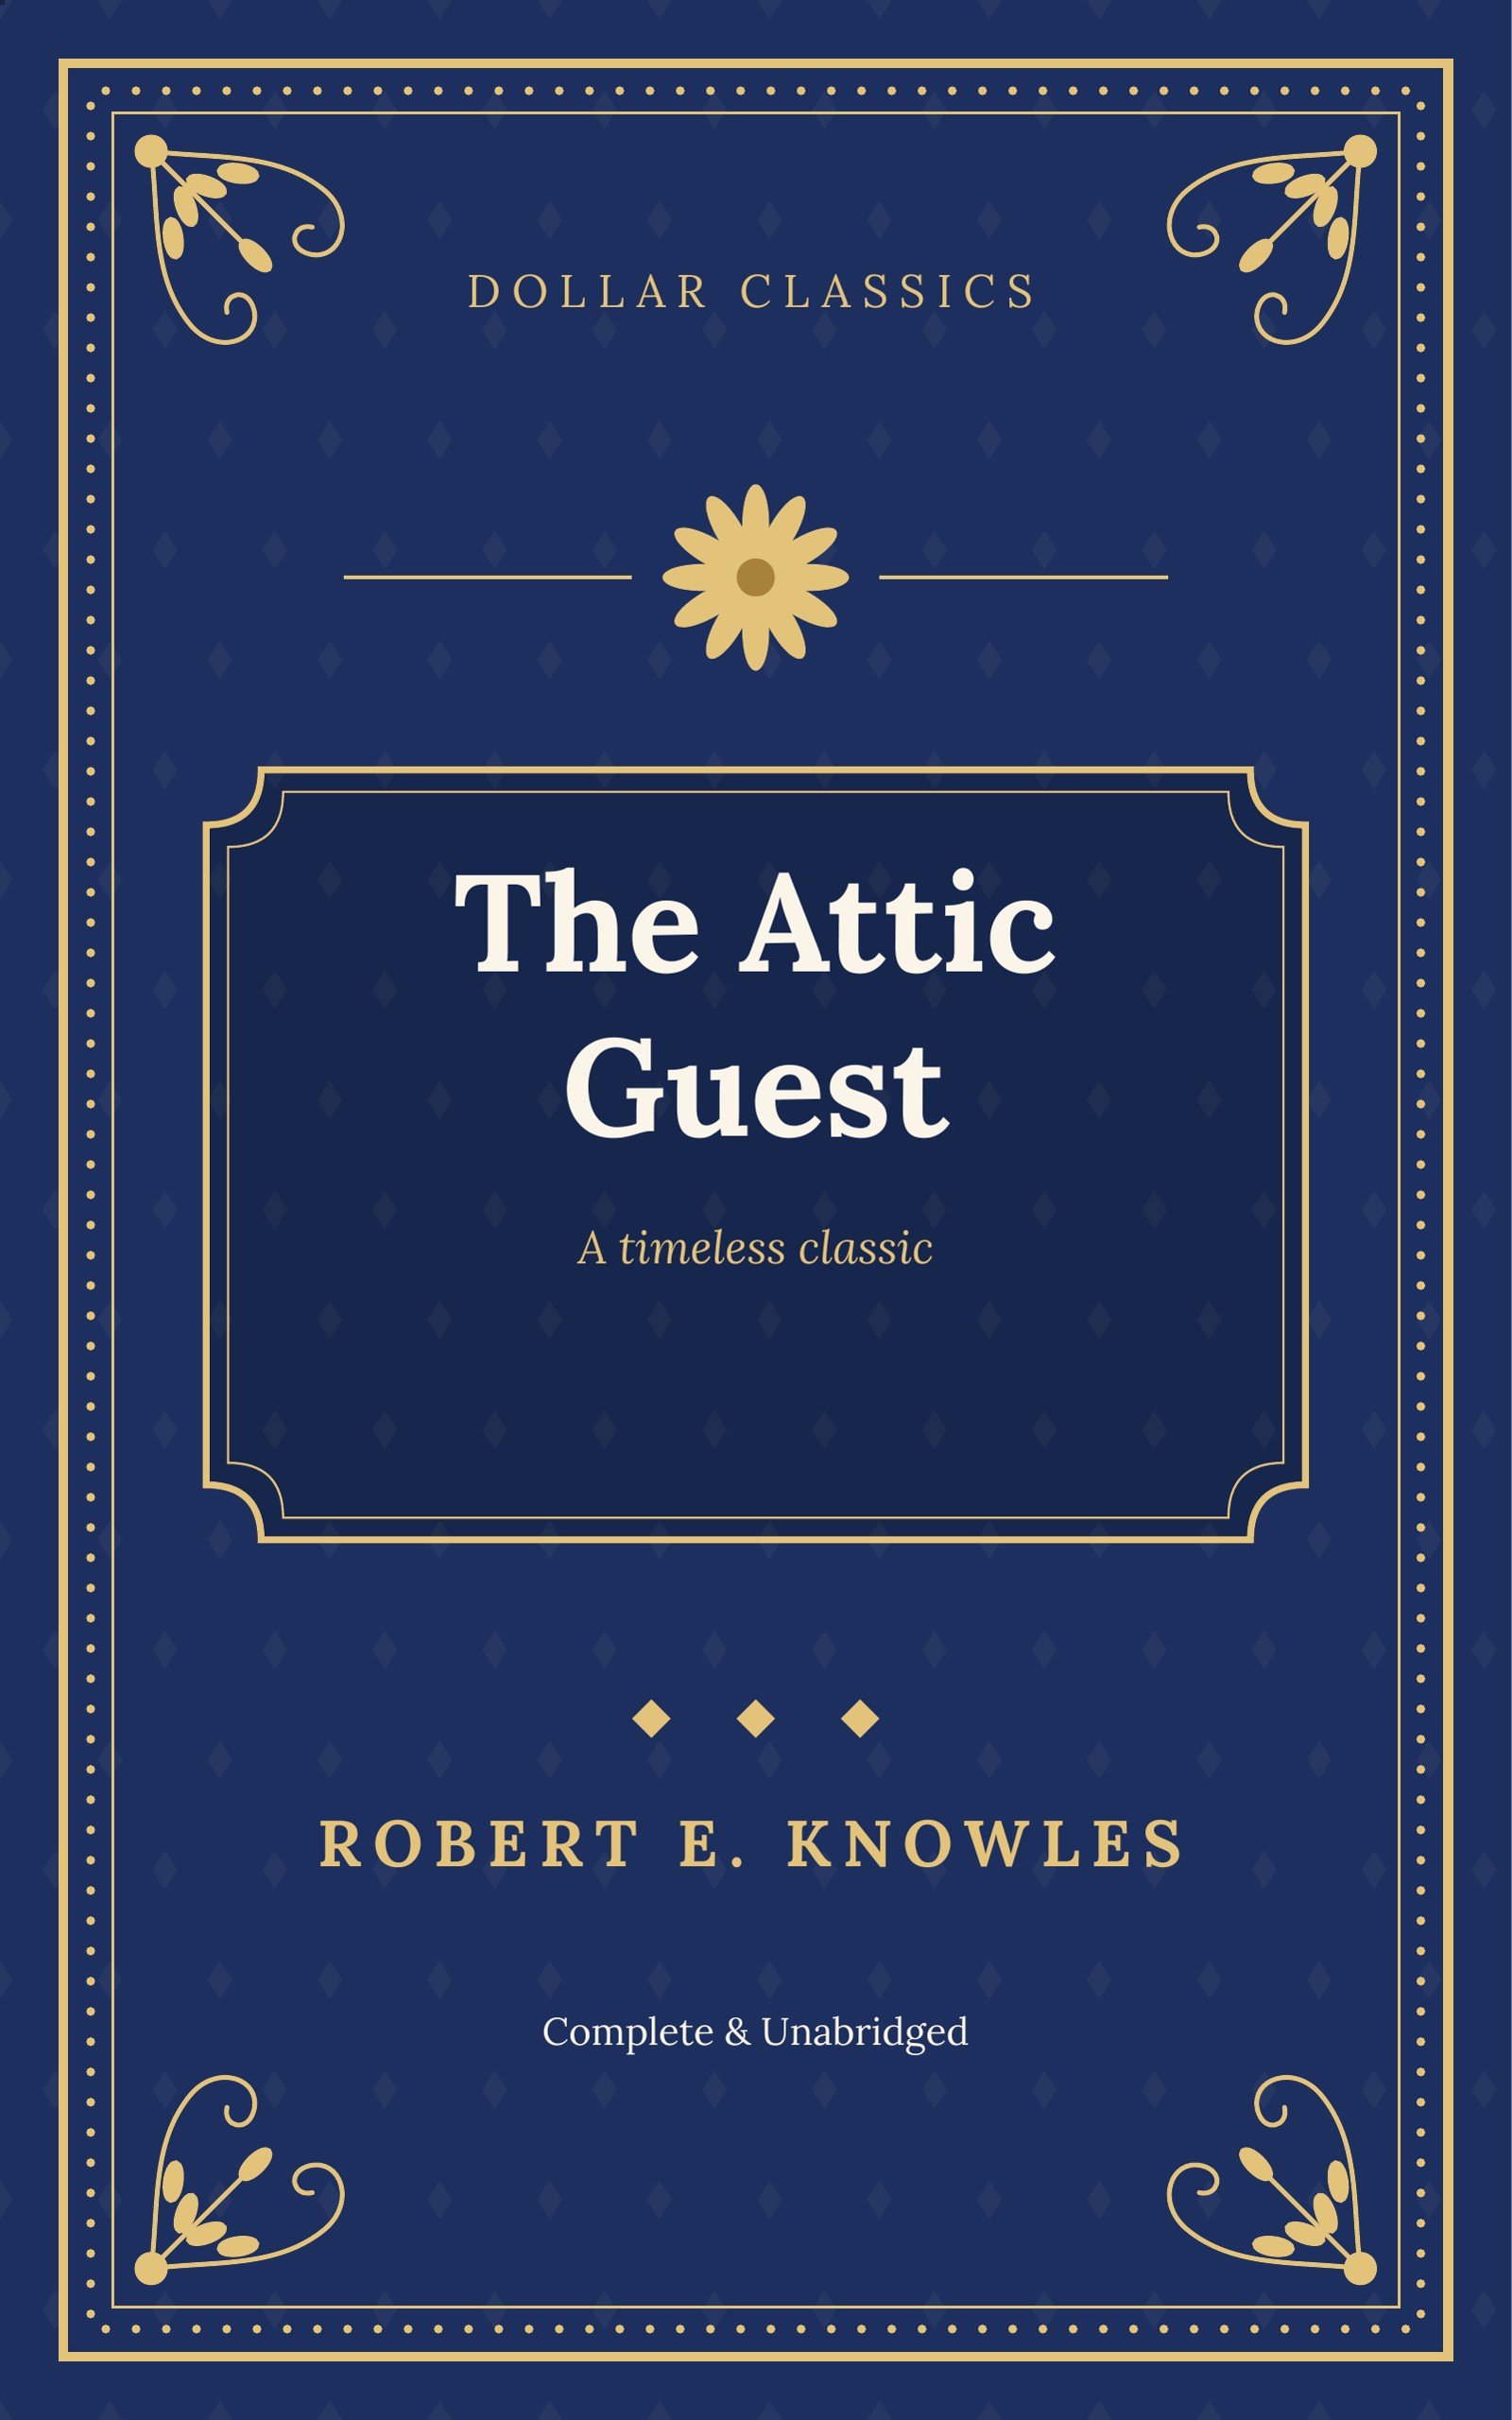 DOLLAR CLASSICS
The Attic
Guest
A timeless classic
ROBERT E. KNOWLES
Complete & Unabridged